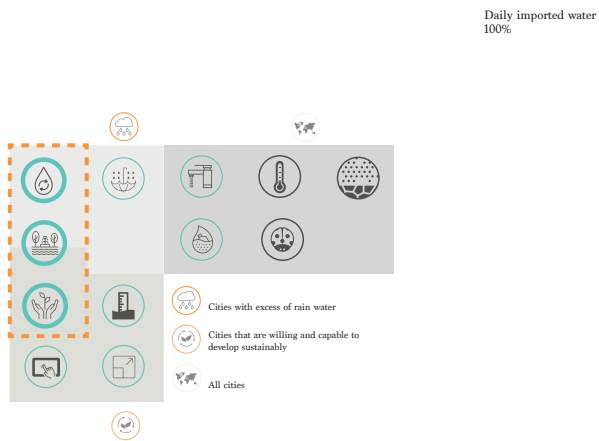 Daily imported water
100%
Cities with excess of rain water
Cities that are willing and capable to
develop sustainably
All cities